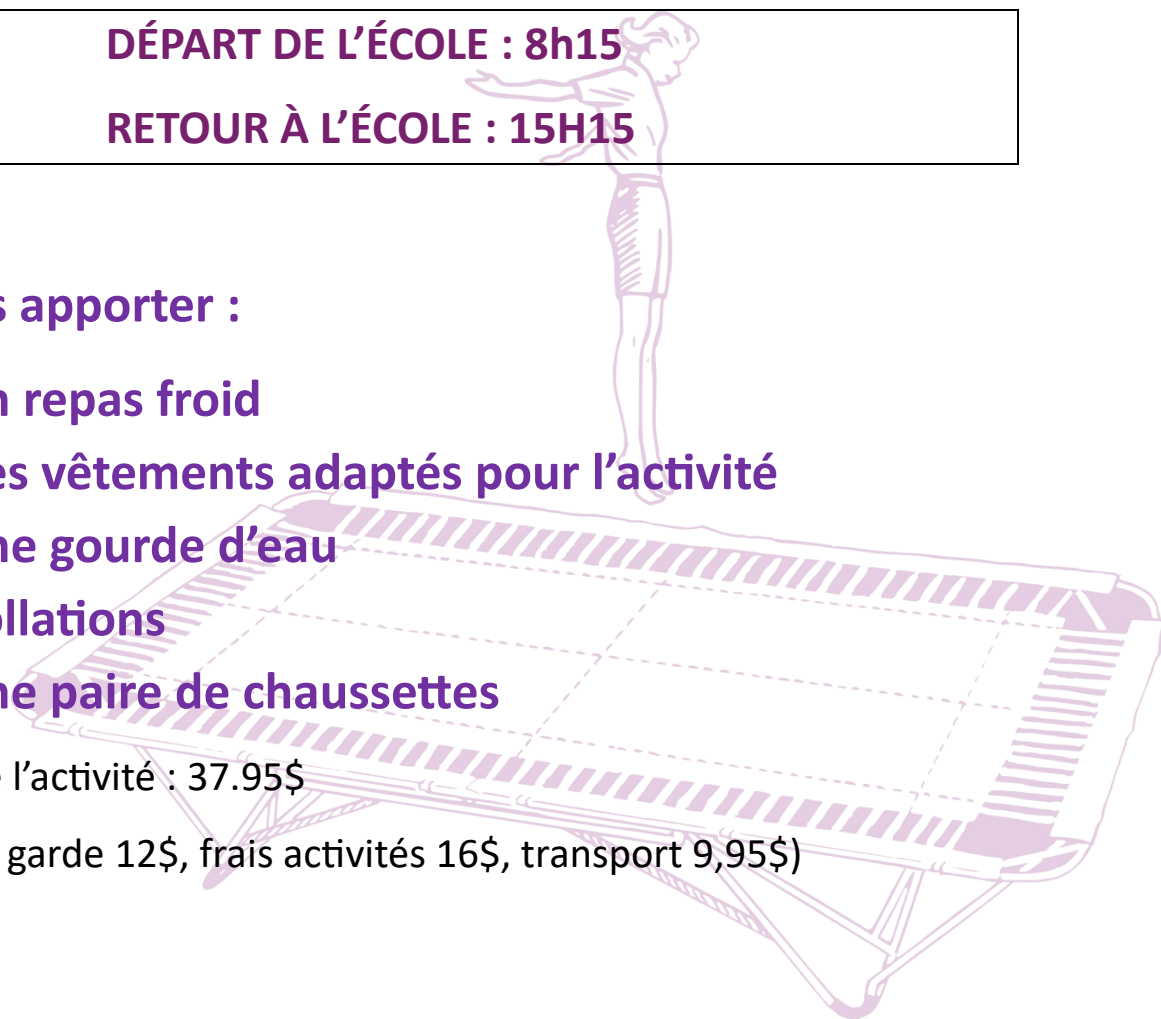 DÉPART DE L’ÉCOLE : 8h15
RETOUR À L’ÉCOLE : 15H15
s apporter :
n repas froid
es vêtements adaptés pour l’activité
ne gourde d’eau
ollations
ne paire de chaussettes
e l’activité : 37.95$
garde 12$, frais activités 16$, transport 9,95$)